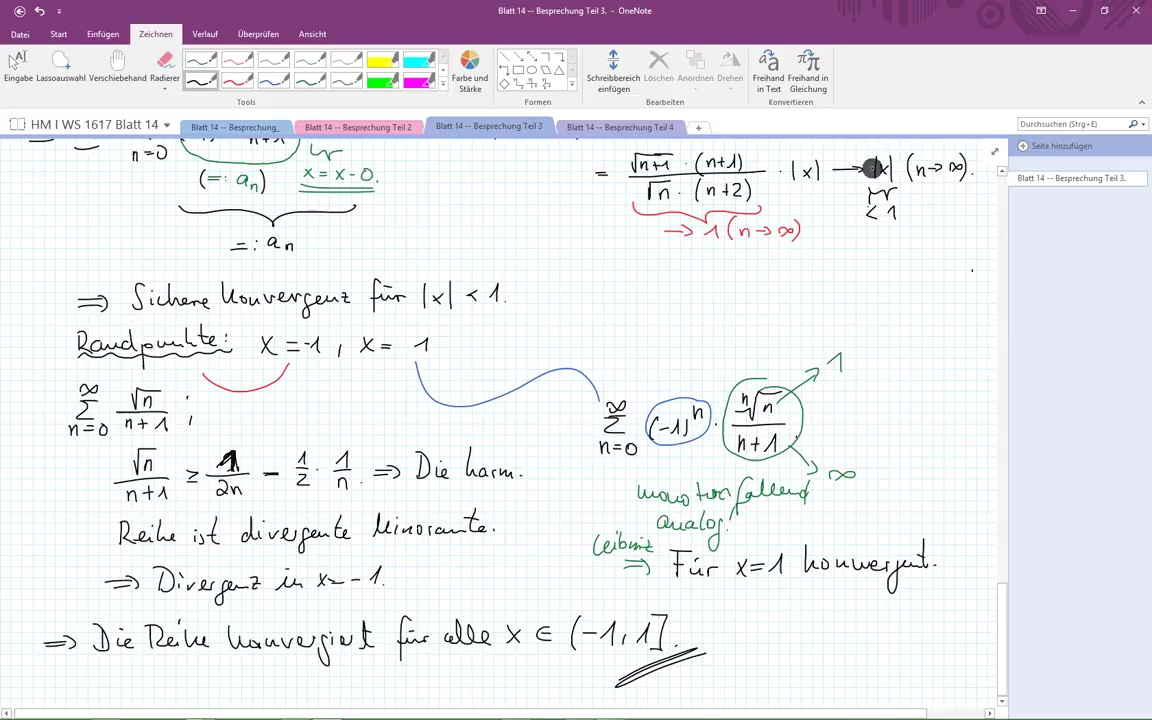 Blatt 14 -- Besprechung Teil 3. - OneNote
Datei Start Einfügen Zeichnen Verlauf Überprüfen Ansicht
Eingabe Lassoauswahl Verschiebehand Radierer Farbe und Stärke Schreibbereich einfügen Löschen Anordnen Drehen Freihand in Text Freihand in Gleichung
Tools Formen Bearbeiten Konvertieren
HM I WS 1617 Blatt 14 Blatt 14 -- Besprechung_ Blatt 14 -- Besprechung Teil 2 Blatt 14 -- Besprechung Teil 3 Blatt 14 -- Besprechung Teil 4 Durchsuchen (Strg+E)
Seite hinzufügen
Blatt 14 -- Besprechung Teil 3.
n=0 n+1
(=: aₙ) x = x-0.
=: aₙ
= √n+1 · (n+1) / √n · (n+2) · |x| → |x| (n→∞).
< 1
→ 1 (n→∞)
⇒ Sichere Konvergenz für |x| < 1.
Randpunkte: x = -1, x = 1
∞ Σ n=0 √n / n+1 ;
∞ Σ n=0 (-1)ⁿ · ⁿ√n / n+1
1
∞
√n / n+1 ≥ 1 / 2n = 1/2 · 1/n ⇒ Die harm.
Reihe ist divergente Minorante.
⇒ Divergenz in x = -1.
monoton fallend
analog!
Leibniz ⇒ Für x=1 konvergent.
⇒ Die Reihe konvergiert für alle x ∈ (-1, 1].